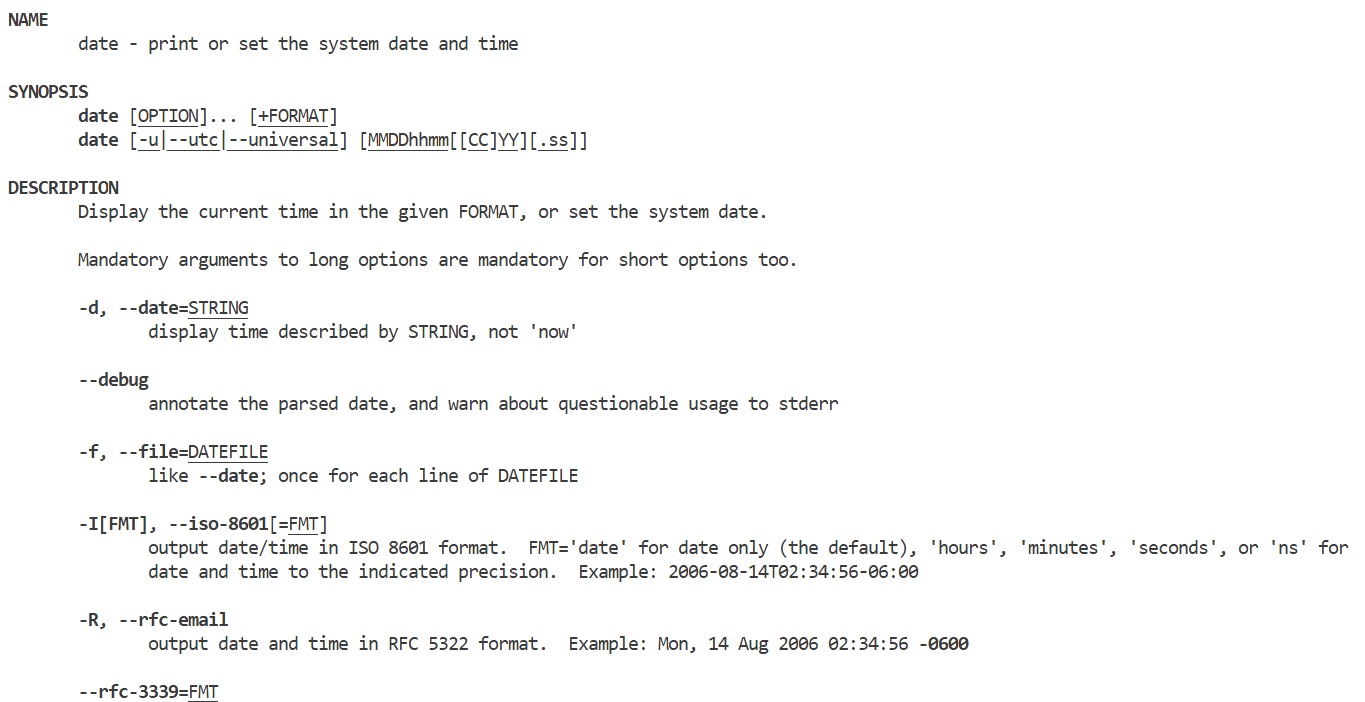 NAME
date - print or set the system date and time
SYNOPSIS
date [OPTION]... [+FORMAT]
date [-u|--utc|--universal] [MMDDhhmm[[CC]YY][.ss]]
DESCRIPTION
Display the current time in the given FORMAT, or set the system date.
Mandatory arguments to long options are mandatory for short options too.
-d, --date=STRING
display time described by STRING, not 'now'
--debug
annotate the parsed date, and warn about questionable usage to stderr
-f, --file=DATEFILE
like --date; once for each line of DATEFILE
-I[FMT], --iso-8601[=FMT]
output date/time in ISO 8601 format.  FMT='date' for date only (the default), 'hours', 'minutes', 'seconds', or 'ns' for
date and time to the indicated precision.  Example: 2006-08-14T02:34:56-06:00
-R, --rfc-email
output date and time in RFC 5322 format.  Example: Mon, 14 Aug 2006 02:34:56 -0600
--rfc-3339=FMT